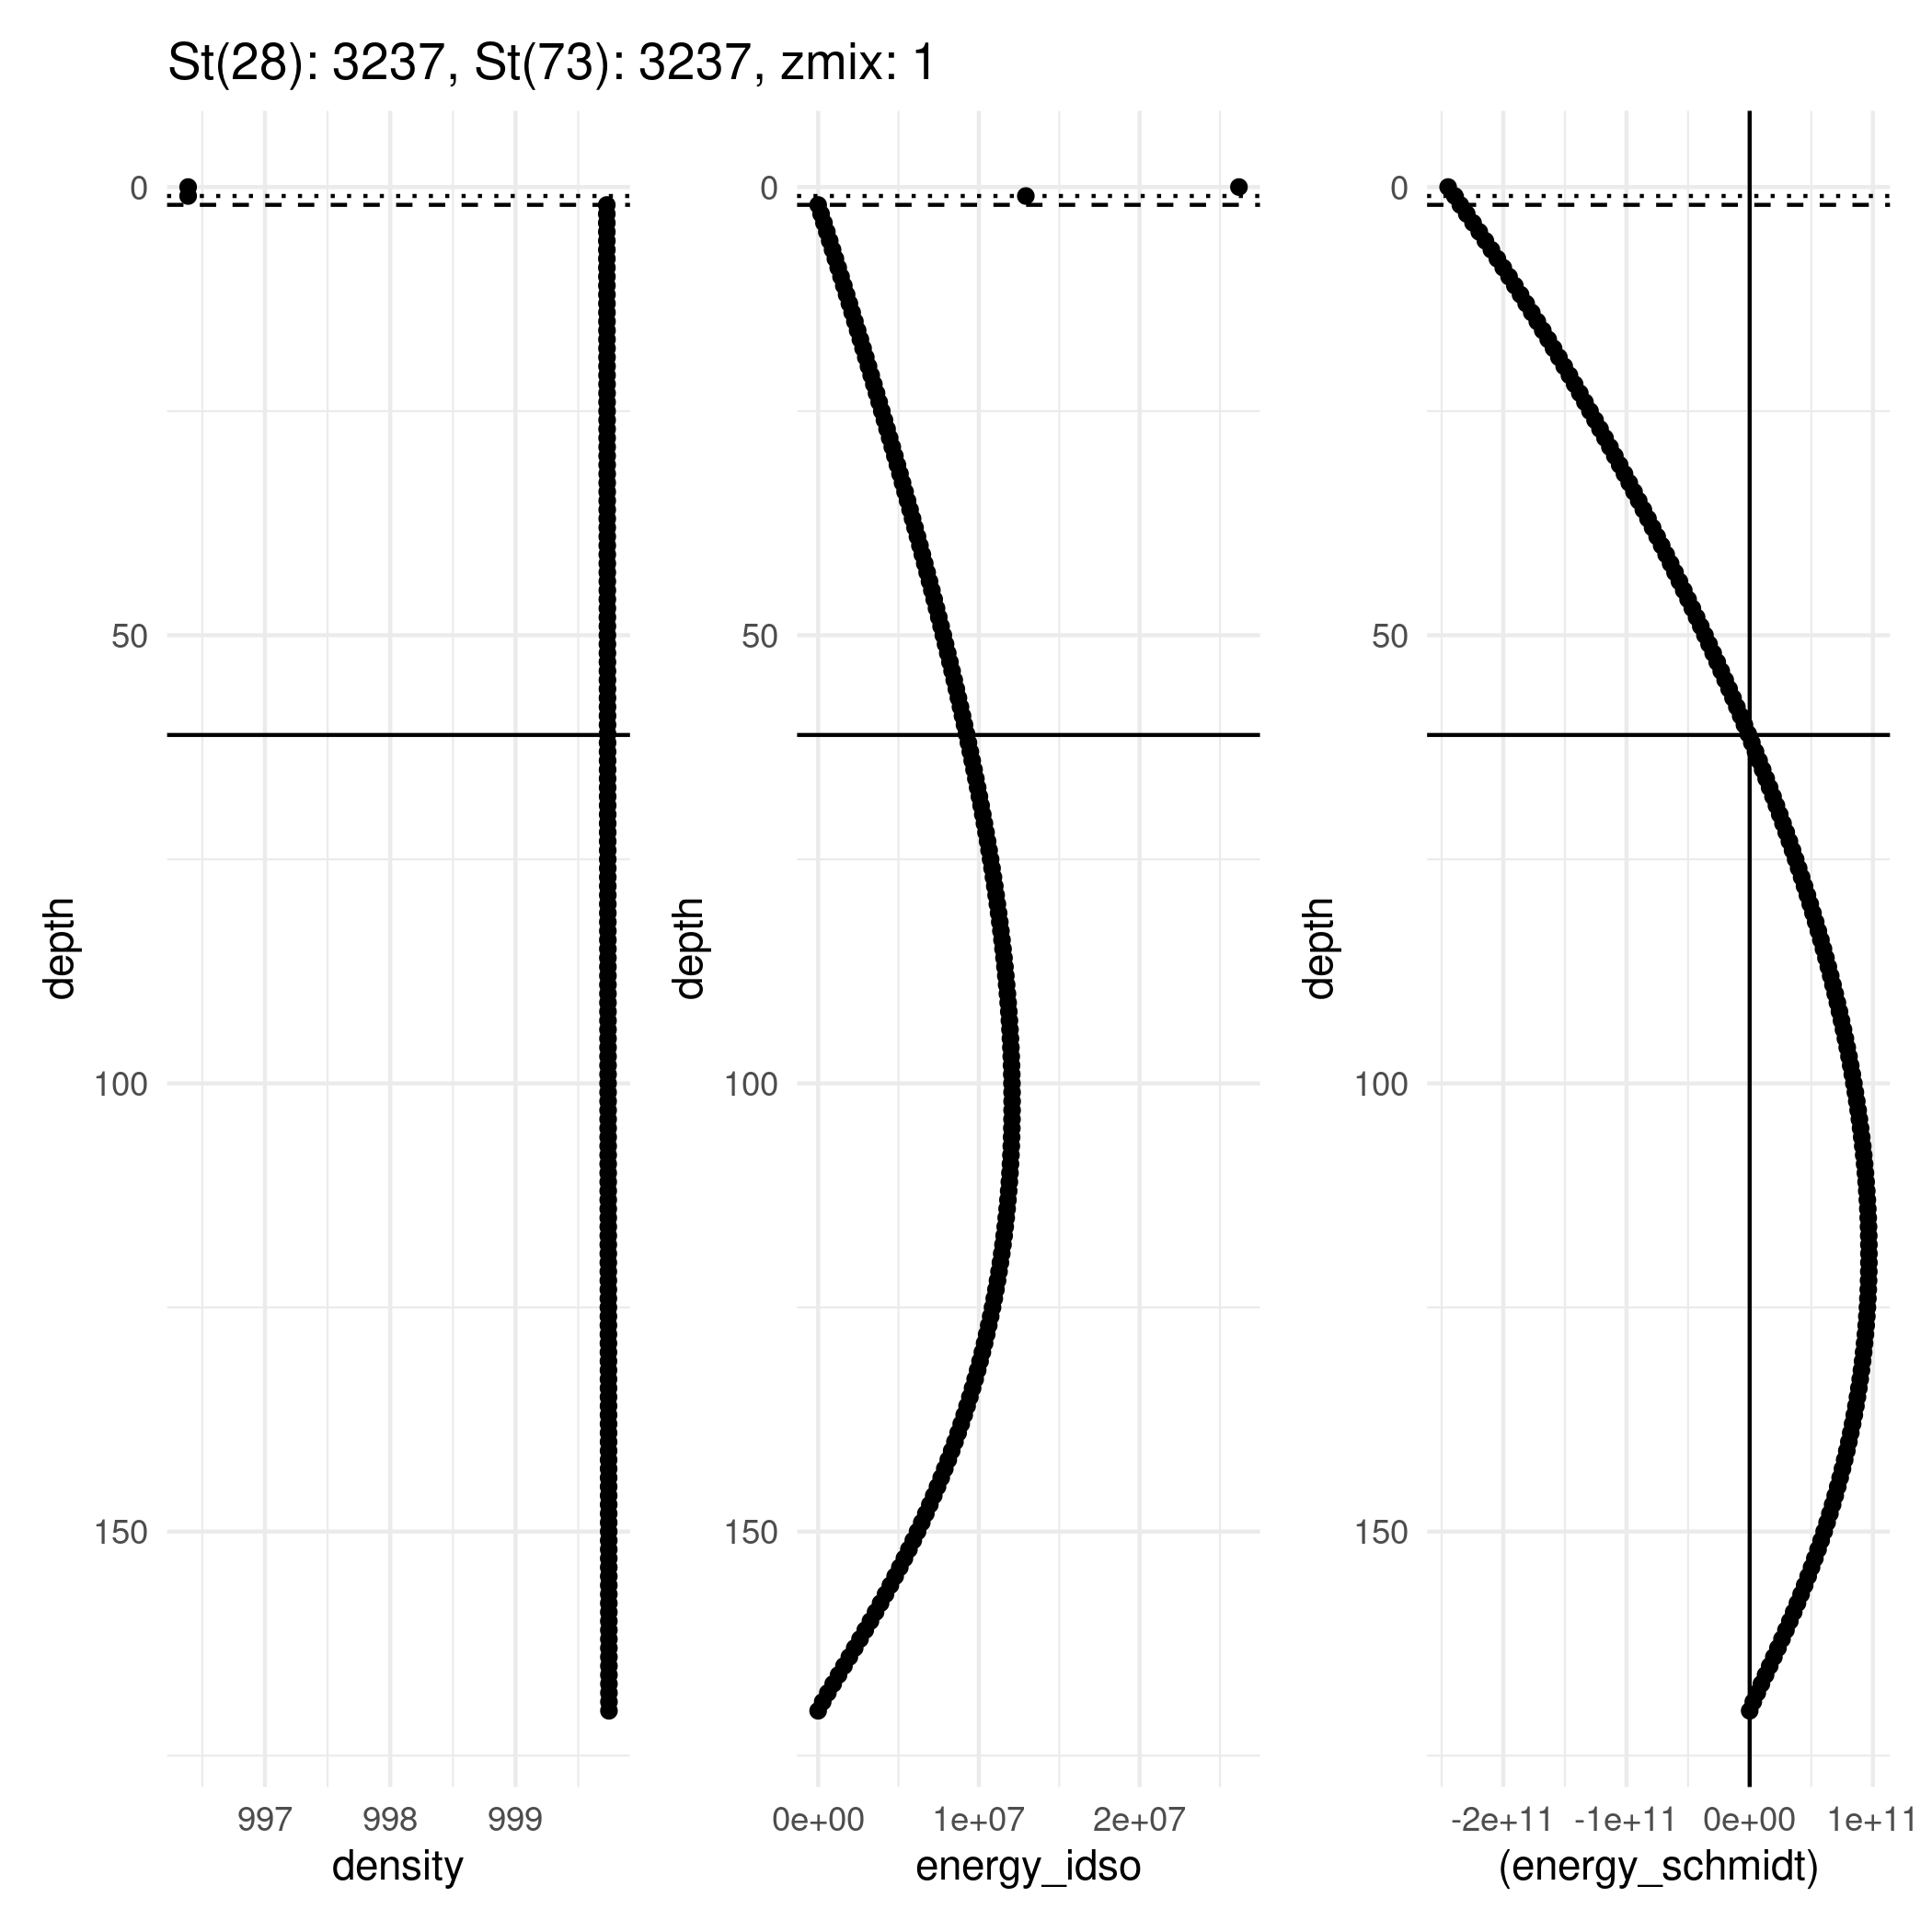 St(28): 3237, St(73): 3237, zmix: 1
0
50
100
150
depth
997 998 999
density
0
50
100
150
depth
0e+00 1e+07 2e+07
energy_idso
0
50
100
150
depth
-2e+11 -1e+11 0e+00 1e+11
(energy_schmidt)